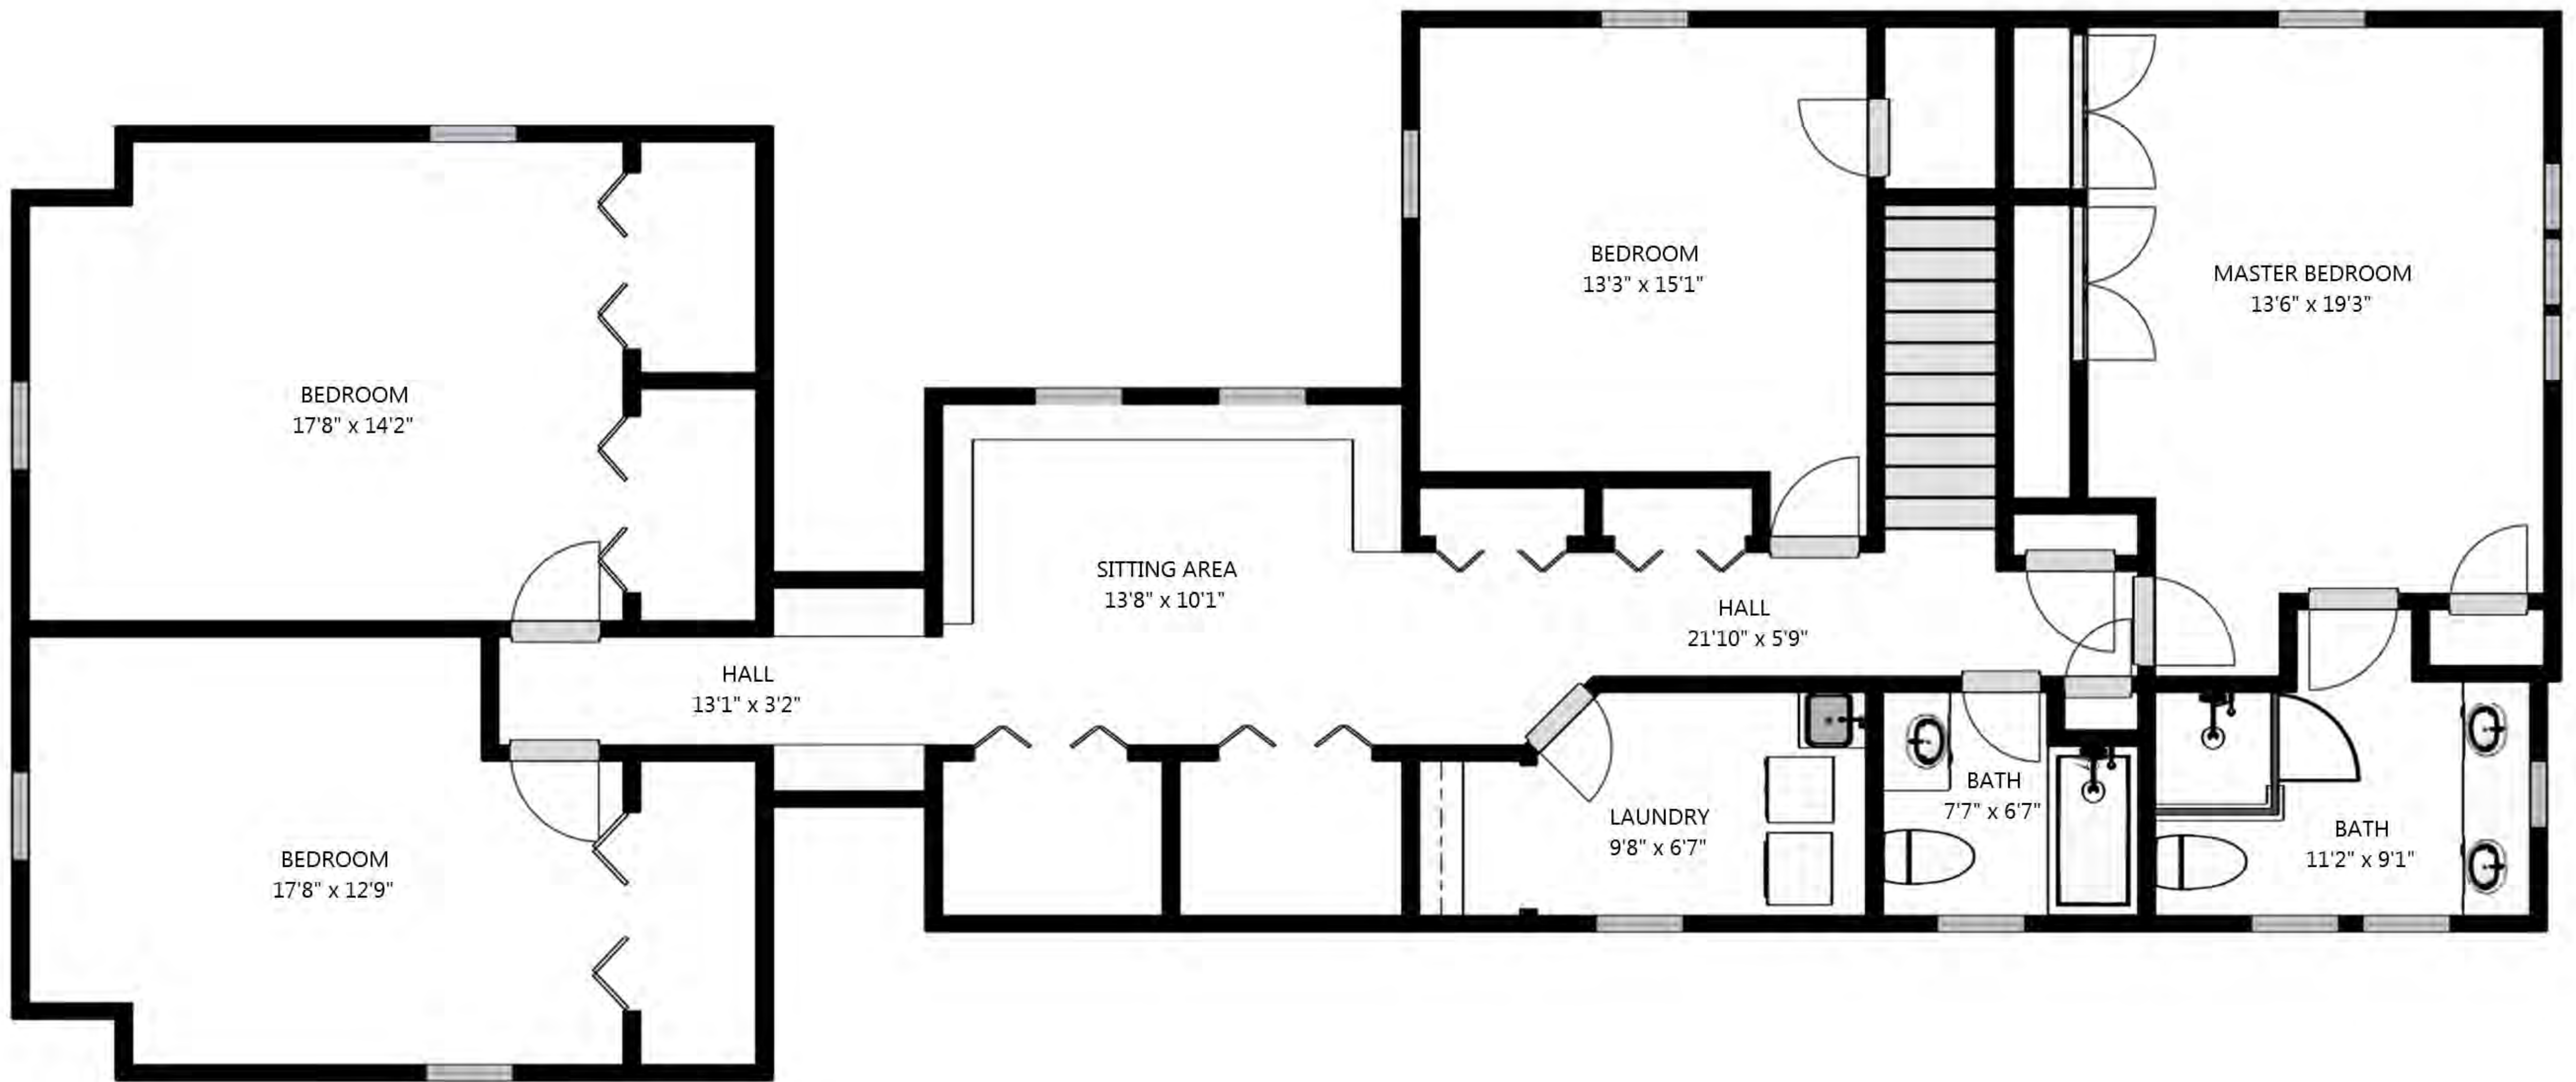 BEDROOM
13'3" x 15'1"
MASTER BEDROOM
13'6" x 19'3"
BEDROOM
17'8" x 14'2"
SITTING AREA
13'8" x 10'1"
HALL
21'10" x 5'9"
HALL
13'1" x 3'2"
BEDROOM
17'8" x 12'9"
LAUNDRY
9'8" x 6'7"
BATH
7'7" x 6'7"
BATH
11'2" x 9'1"